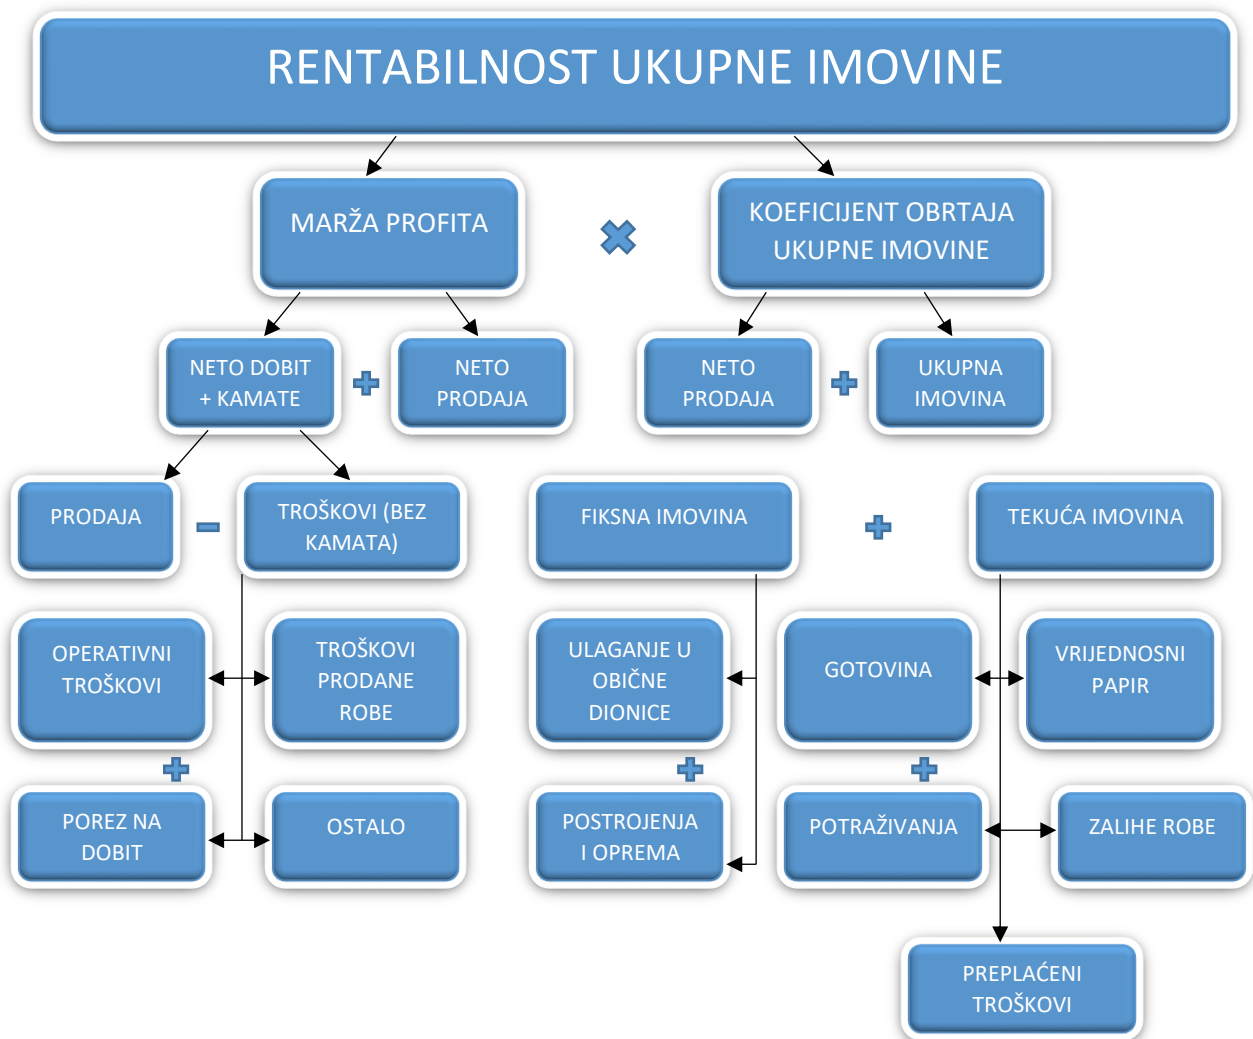 RENTABILNOST UKUPNE IMOVINE
MARŽA PROFITA
KOEFICIJENT OBRTAJA
UKUPNE IMOVINE
NETO DOBIT
+ KAMATE
NETO
PRODAJA
NETO
PRODAJA
UKUPNA
IMOVINA
PRODAJA
TROŠKOVI (BEZ
KAMATA)
FIKSNA IMOVINA
TEKUĆA IMOVINA
OPERATIVNI
TROŠKOVI
TROŠKOVI
PRODANE
ROBE
ULAGANJE U
OBIČNE
DIONICE
GOTOVINA
VRIJEDNOSNI
PAPIR
POREZ NA
DOBIT
OSTALO
POSTROJENJA
I OPREMA
POTRAŽIVANJA
ZALIHE ROBE
PREPLAĆENI
TROŠKOVI